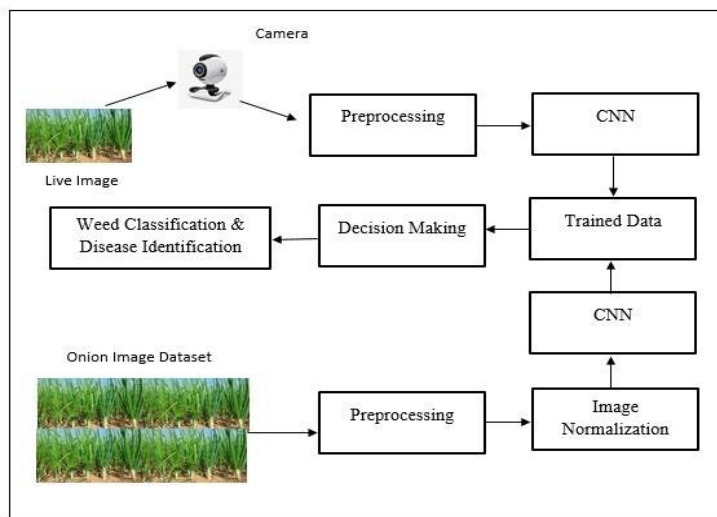 Camera
Preprocessing
CNN
Live Image
Weed Classification &
Disease Identification
Decision Making
Trained Data
CNN
Onion Image Dataset
Preprocessing
Image
Normalization